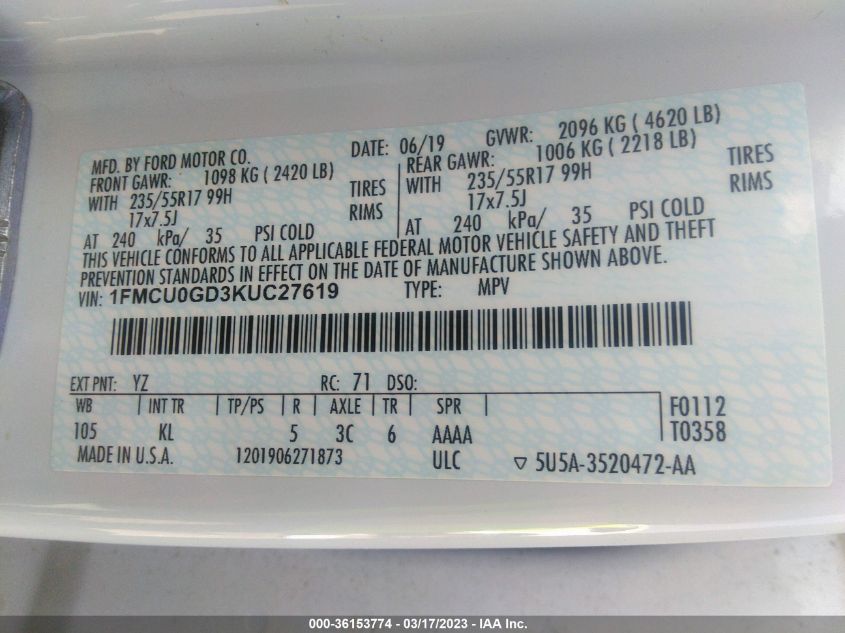 MFD. BY FORD MOTOR CO. DATE: 06/19 GVWR: 2096 KG ( 4620 LB)
FRONT GAWR: 1098 KG ( 2420 LB) REAR GAWR: 1006 KG ( 2218 LB)
WITH 235/55R17 99H TIRES WITH 235/55R17 99H TIRES
17x7.5J RIMS 17x7.5J RIMS
AT 240 kPa/ 35 PSI COLD AT 240 kPa/ 35 PSI COLD
THIS VEHICLE CONFORMS TO ALL APPLICABLE FEDERAL MOTOR VEHICLE SAFETY AND THEFT
PREVENTION STANDARDS IN EFFECT ON THE DATE OF MANUFACTURE SHOWN ABOVE.
VIN: 1FMCU0GD3KUC27619 TYPE: MPV
EXT PNT: YZ RC: 71 DSO:
WB INT TR TP/PS R AXLE TR SPR F0112
105 KL 5 3C 6 AAAA T0358
MADE IN U.S.A. 1201906271873 ULC ▽ 5U5A-3520472-AA
000-36153774 - 03/17/2023 - IAA Inc.